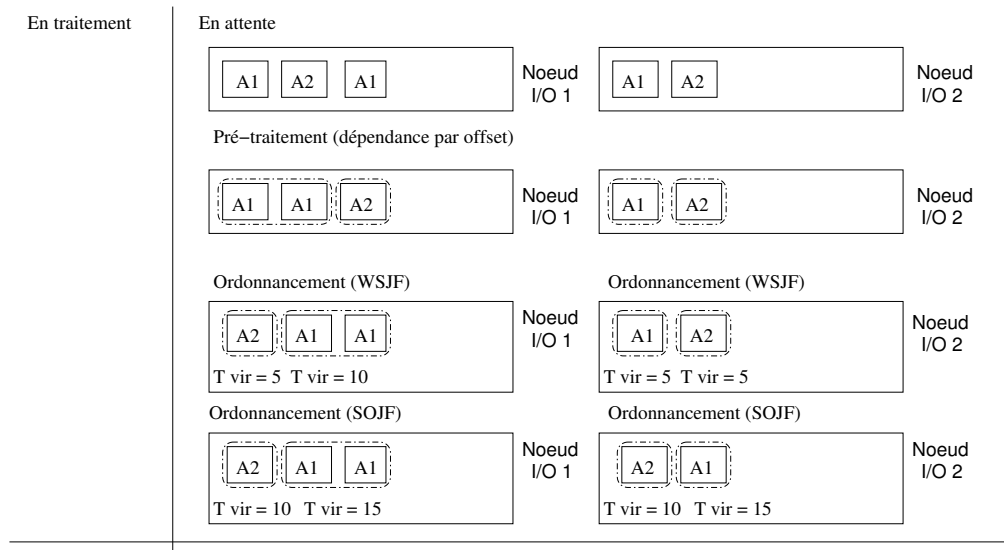 En traitement
En attente
A1 A2 A1
Noeud
I/O 1
A1 A2
Noeud
I/O 2
Pré−traitement (dépendance par offset)
A1 A1 A2
Noeud
I/O 1
A1 A2
Noeud
I/O 2
Ordonnancement (WSJF)
Ordonnancement (WSJF)
A2 A1 A1
T vir = 5 T vir = 10
Noeud
I/O 1
A1 A2
T vir = 5 T vir = 5
Noeud
I/O 2
Ordonnancement (SOJF)
Ordonnancement (SOJF)
A2 A1 A1
T vir = 10 T vir = 15
Noeud
I/O 1
A2 A1
T vir = 10 T vir = 15
Noeud
I/O 2